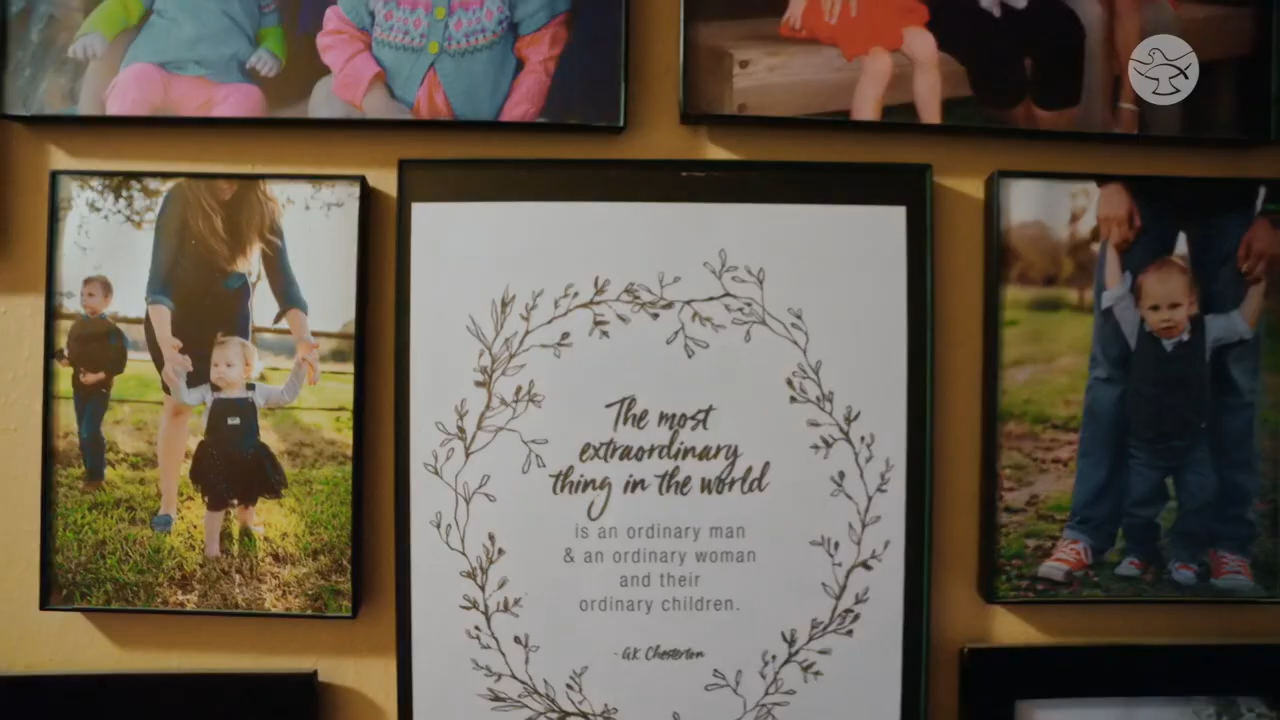 The most
extraordinary
thing in the world
is an ordinary man
& an ordinary woman
and their
ordinary children.
- G.K. Chesterton